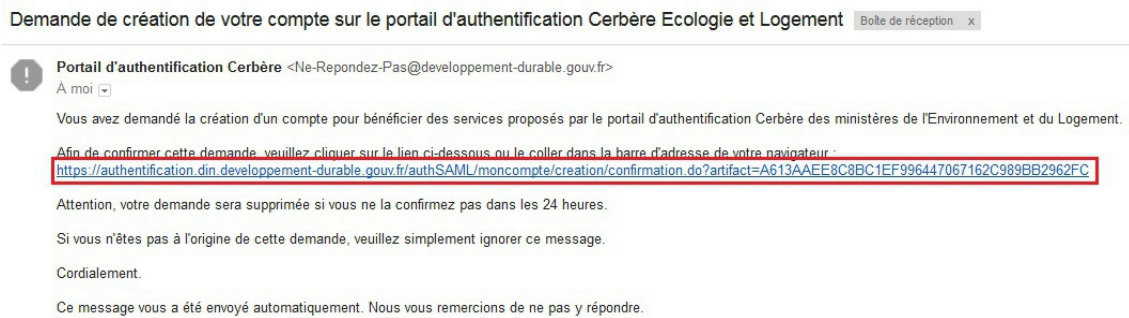 Demande de création de votre compte sur le portail d'authentification Cerbère Ecologie et Logement Boîte de réception x
Portail d'authentification Cerbère <Ne-Repondez-Pas@developpement-durable.gouv.fr>
À moi
Vous avez demandé la création d'un compte pour bénéficier des services proposés par le portail d'authentification Cerbère des ministères de l'Environnement et du Logement.
Afin de confirmer cette demande, veuillez cliquer sur le lien ci-dessous ou le coller dans la barre d'adresse de votre navigateur :
https://authentification.din.developpement-durable.gouv.fr/authSAML/moncompte/creation/confirmation.do?artifact=A613AAEE8C8BC1EF996447067162C989BB2962FC
Attention, votre demande sera supprimée si vous ne la confirmez pas dans les 24 heures.
Si vous n'êtes pas à l'origine de cette demande, veuillez simplement ignorer ce message.
Cordialement.
Ce message vous a été envoyé automatiquement. Nous vous remercions de ne pas y répondre.